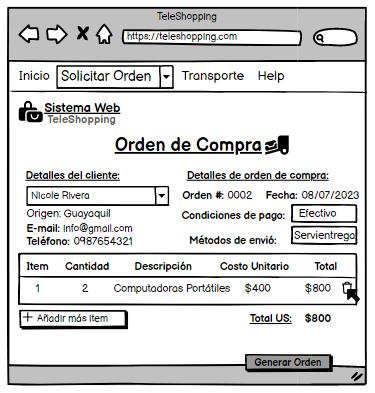 TeleShopping
https://teleshopping.com
Inicio Solicitar Orden Transporte Help
Sistema Web
TeleShopping
Orden de Compra
Detalles del cliente: Detalles de orden de compra:
Nicole Rivera Orden #: 0002 Fecha: 08/07/2023
Origen: Guayaquil Condiciones de pago: Efectivo
E-mail: info@gmail.com
Teléfono: 0987654321 Métodos de envió: Servientrega
Item Cantidad Descripción Costo Unitario Total
1 2 Computadoras Portátiles $400 $800
+ Añadir más item Total US: $800
Generar Orden